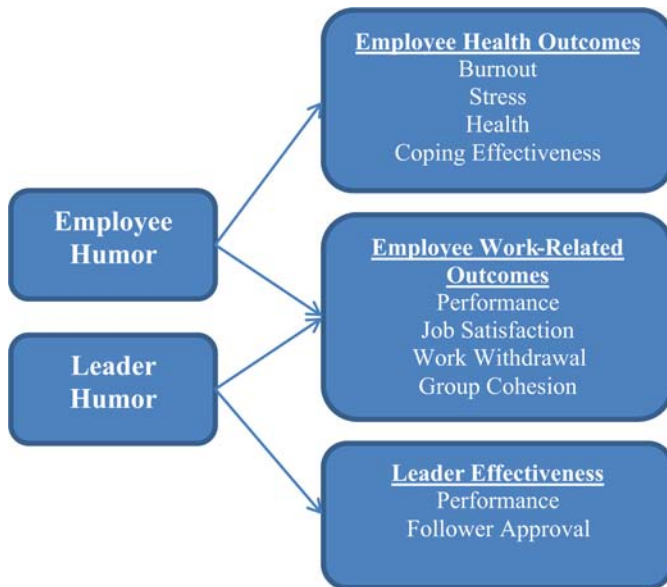 Employee Health Outcomes
Burnout
Stress
Health
Coping Effectiveness
Employee
Humor
Employee Work-Related
Outcomes
Performance
Job Satisfaction
Work Withdrawal
Group Cohesion
Leader
Humor
Leader Effectiveness
Performance
Follower Approval